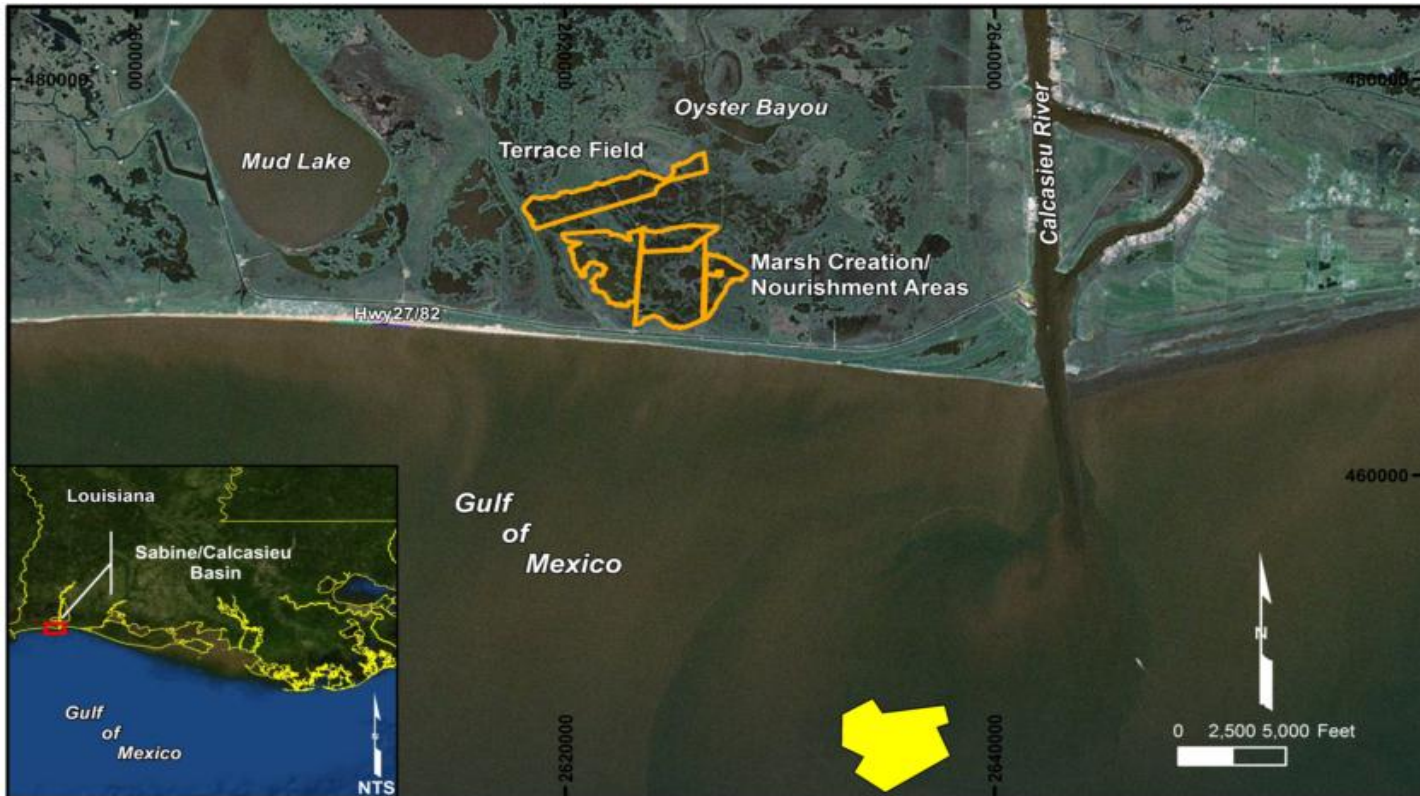 2600000
2620000
2640000
480000
480000
Oyster Bayou
Mud Lake
Terrace Field
Calcasieu River
Marsh Creation/
Nourishment Areas
Hwy27/82
460000
Gulf
of
Mexico
Louisiana
Sabine/Calcasieu
Basin
Gulf
of
Mexico
N
NTS
2620000
2640000
N
0 2,500 5,000 Feet